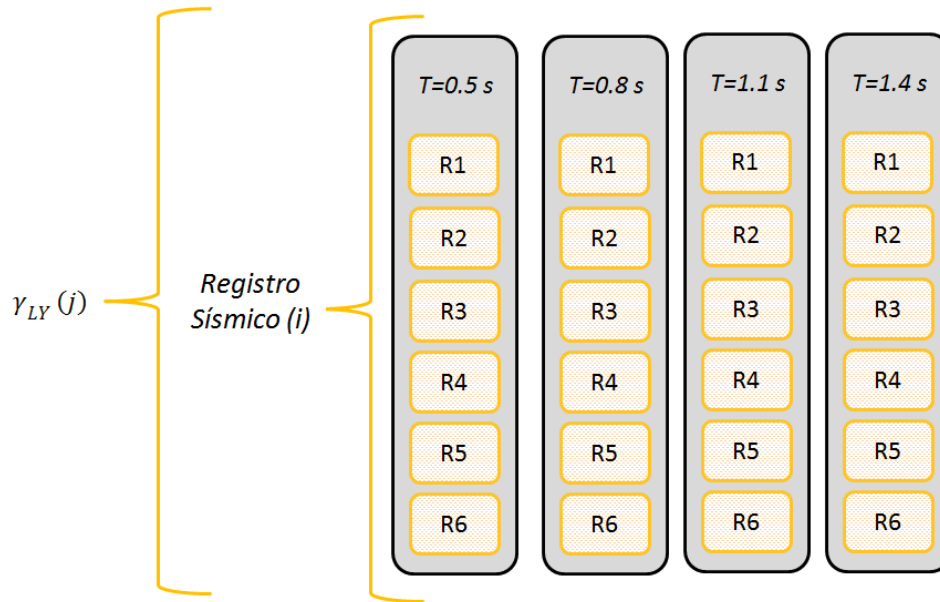 T=0.5 s T=0.8 s T=1.1 s T=1.4 s
R1 R1 R1 R1
R2 R2 R2 R2
Registro
Sísmico (i)
γLY (j)
R3 R3 R3 R3
R4 R4 R4 R4
R5 R5 R5 R5
R6 R6 R6 R6